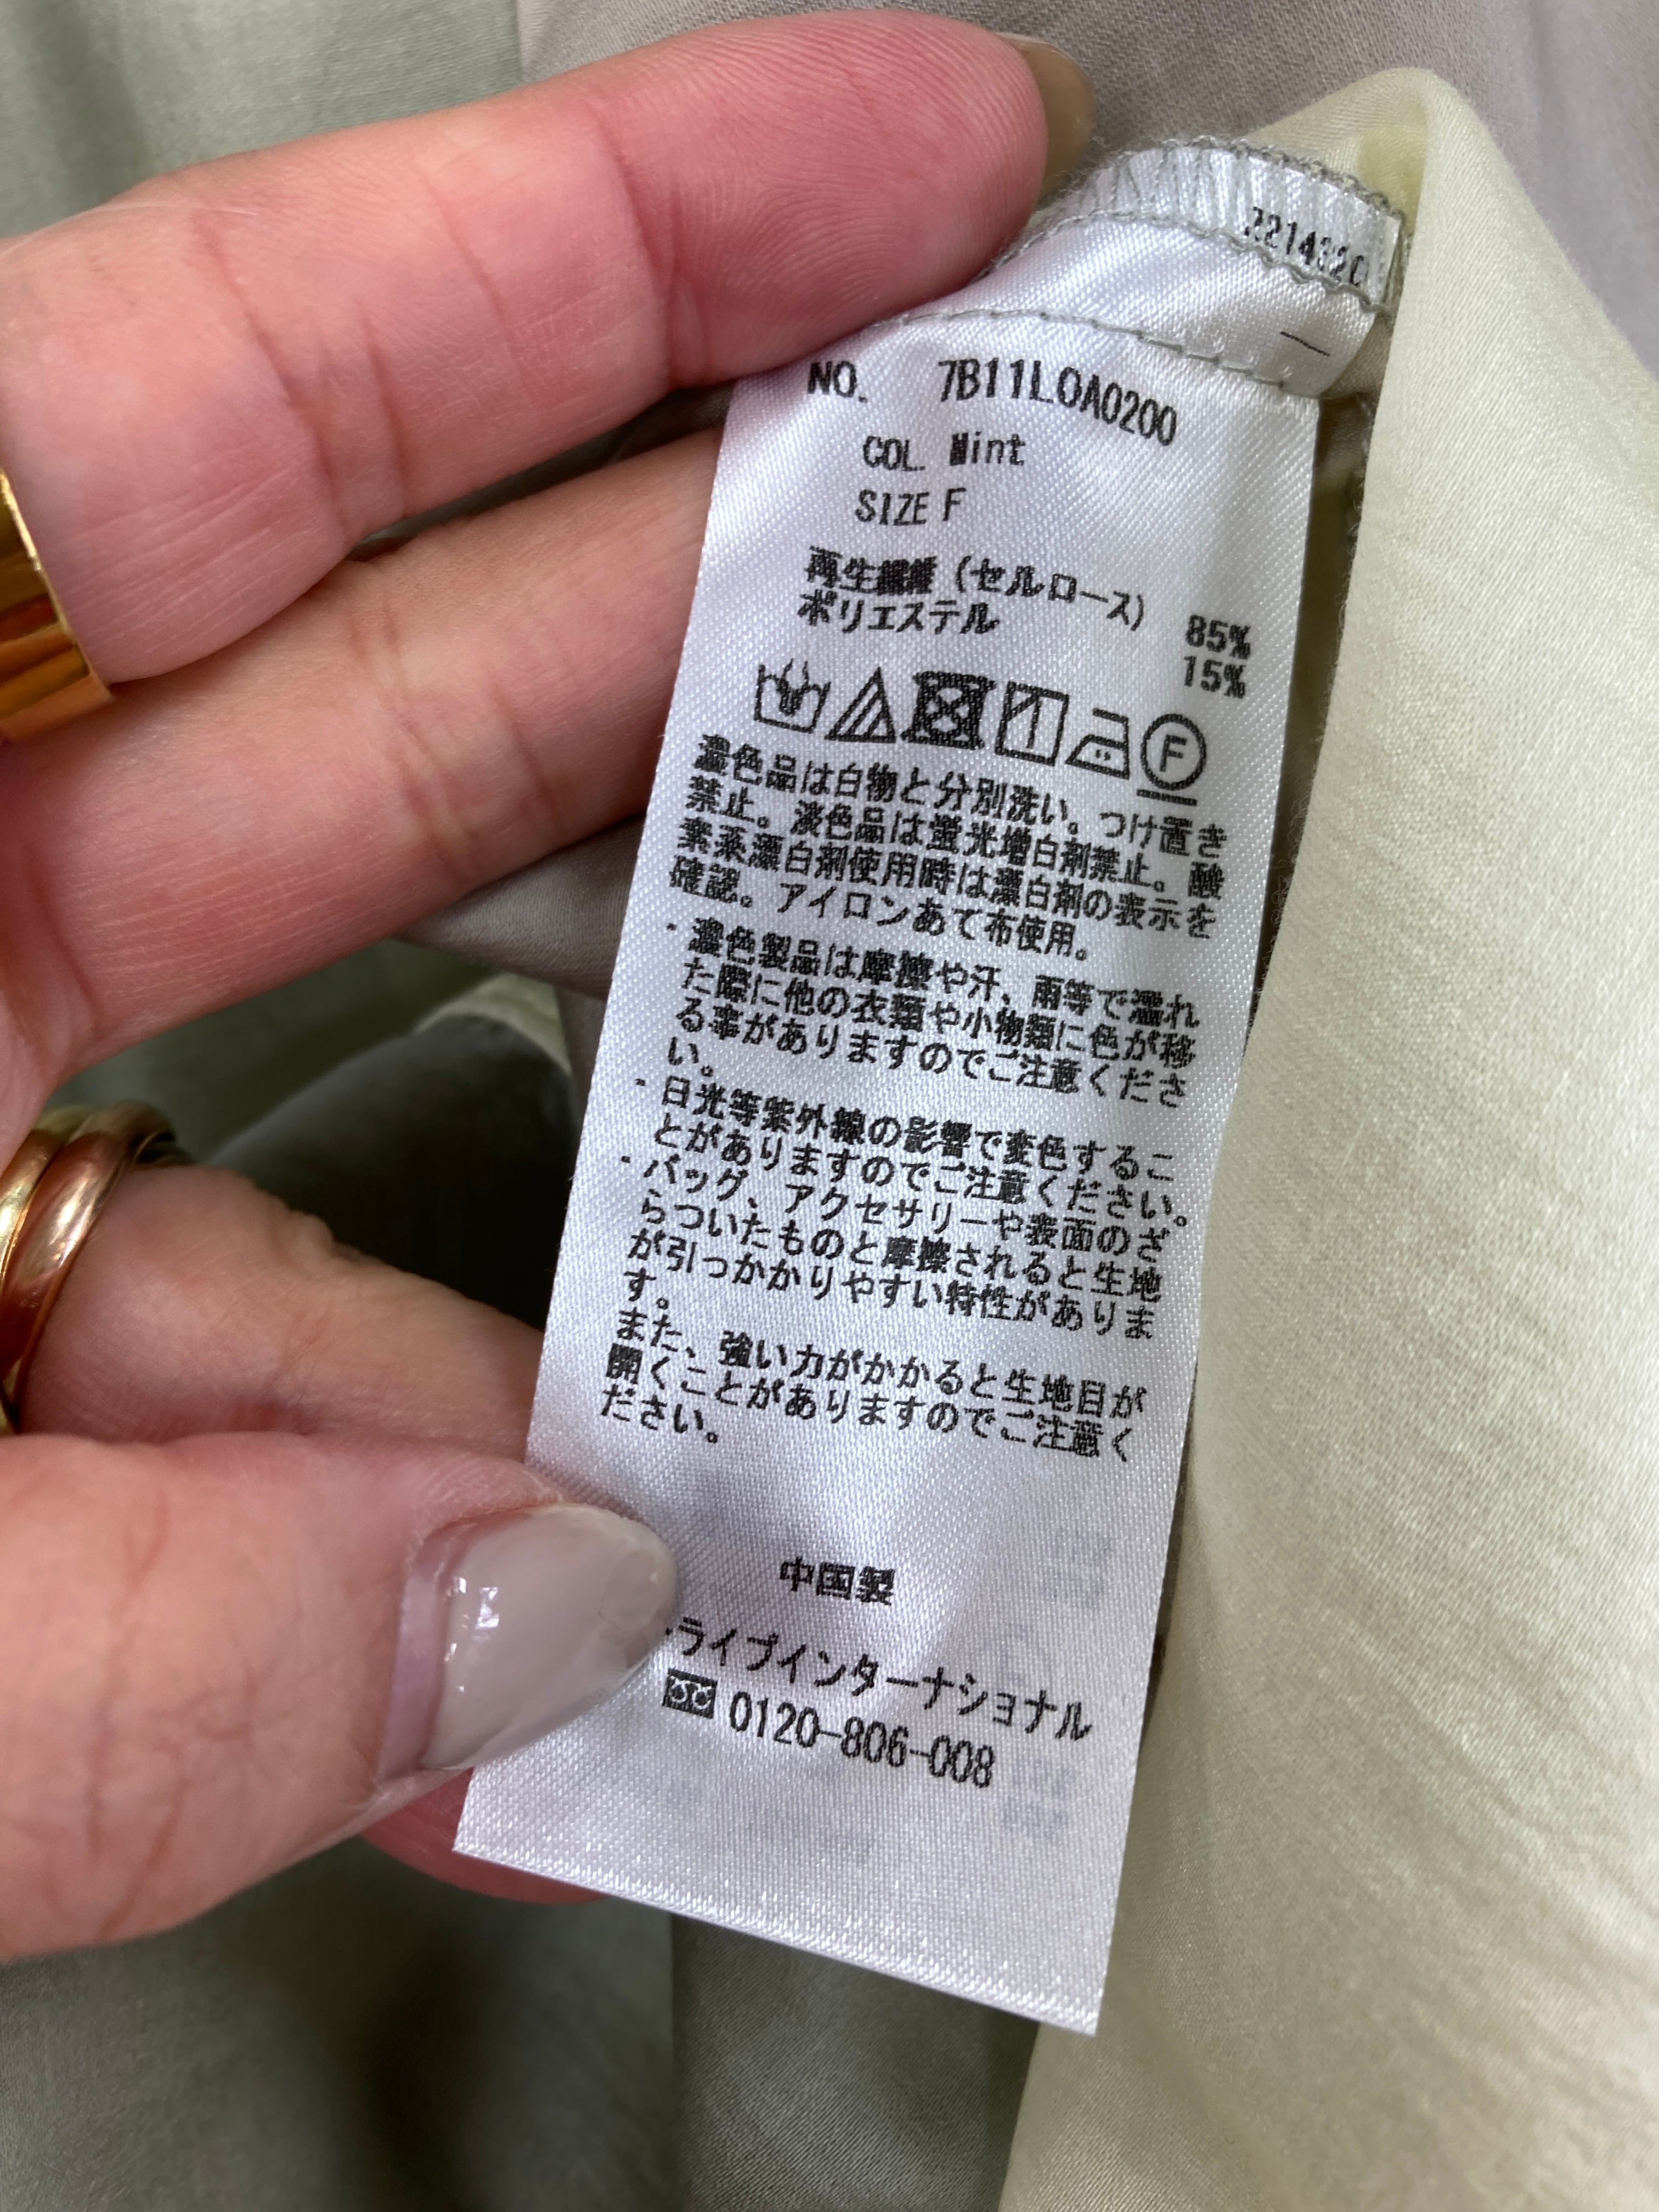 NO. 7B11L0A0200
COL. Mint
SIZE F
再生繊維(セルロース) 85%
ポリエステル 15%
F
濃色品は白物と分別洗い。つけ置き
禁止。淡色品は蛍光増白剤禁止。酸
素系漂白剤使用時は漂白剤の表示を
確認。アイロンあて布使用。
・濃色製品は摩擦や汗、雨等で濡れ
た際に他の衣類や小物類に色が移
る事がありますのでご注意くださ
い。
・日光等紫外線の影響で変色するこ
とがありますのでご注意ください。
・バッグ、アクセサリーや表面のざ
らついたものと摩擦されると生地
が引っかかりやすい特性がありま
す。
また、強い力がかかると生地目が
開くことがありますのでご注意く
ださい。
中国製
ライブインターナショナル
0120-806-008